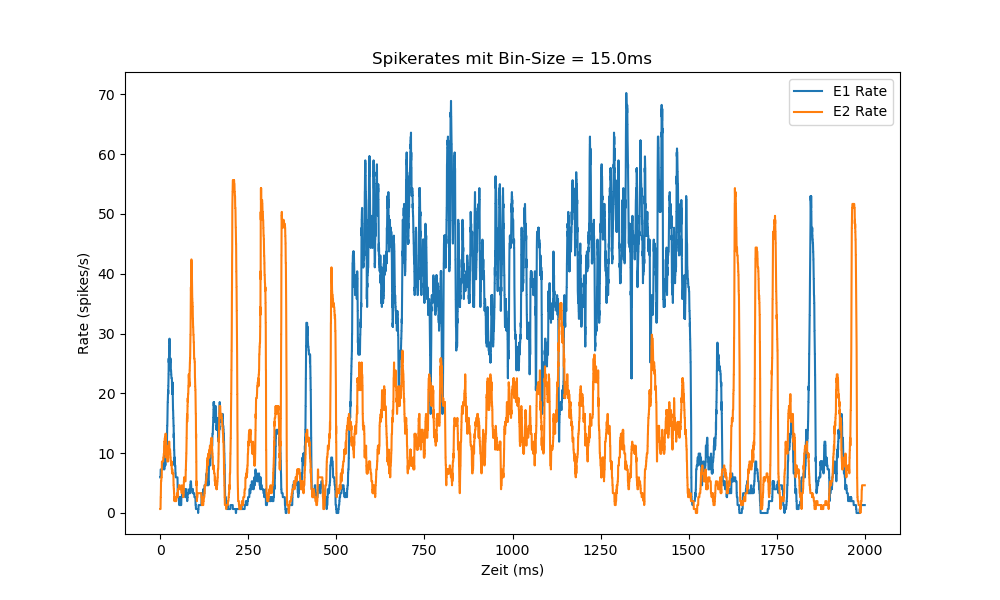 Spikerates mit Bin-Size = 15.0ms
E1 Rate
E2 Rate
70
60
50
40
30
20
10
0
Rate (spikes/s)
0 250 500 750 1000 1250 1500 1750 2000
Zeit (ms)